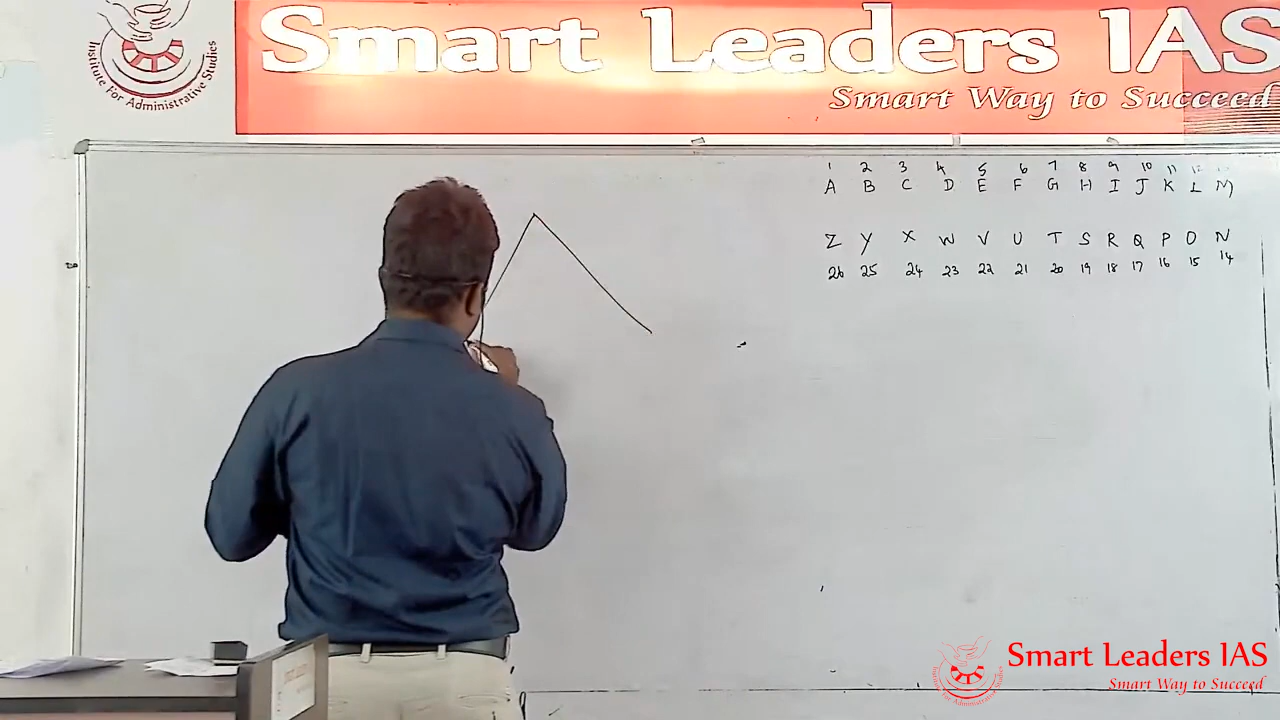 Smart Leaders IAS
Smart Way to Succeed
Institute For Administrative Studies
1 2 3 4 5 6 7 8 9 10 11 12
A B C D E F G H I J K L M
Z Y X W V U T S R Q P O N
26 25 24 23 22 21 20 19 18 17 16 15 14
Smart Leaders IAS
Smart Way to Succeed